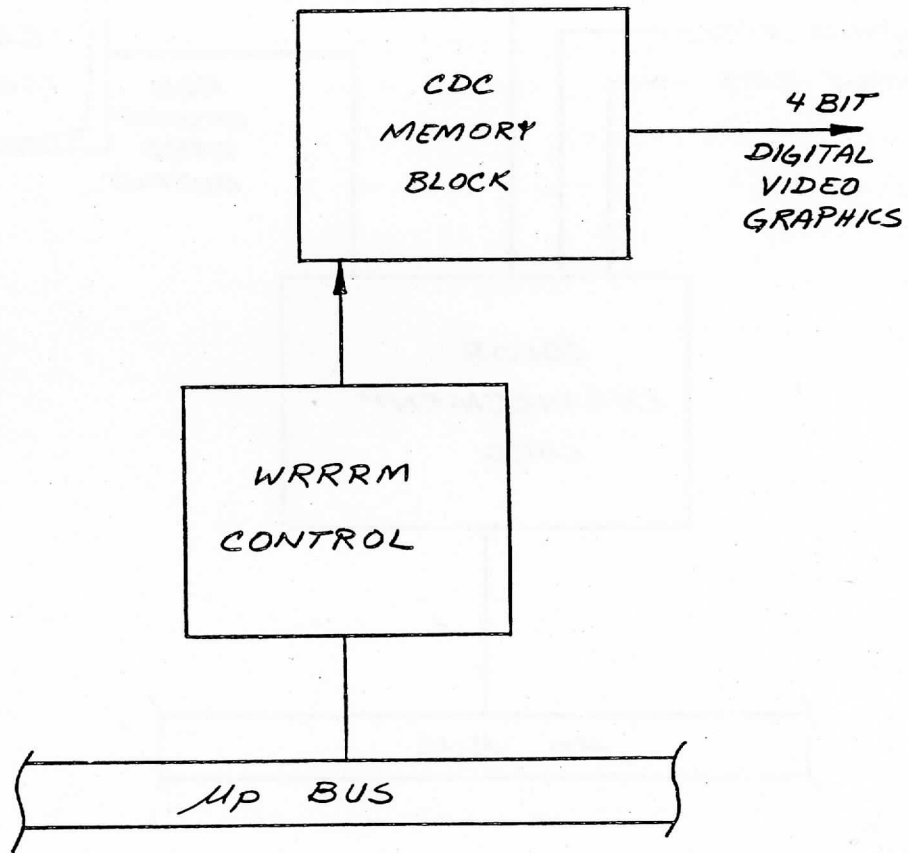 CDC
MEMORY
BLOCK
4 BIT
DIGITAL
VIDEO
GRAPHICS
WRRRM
CONTROL
μp BUS